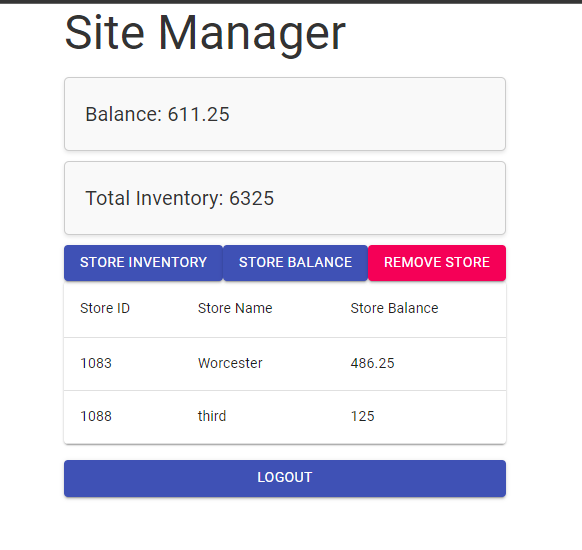 Site Manager
Balance: 611.25
Total Inventory: 6325
STORE INVENTORY STORE BALANCE REMOVE STORE
Store ID Store Name Store Balance
1083 Worcester 486.25
1088 third 125
LOGOUT